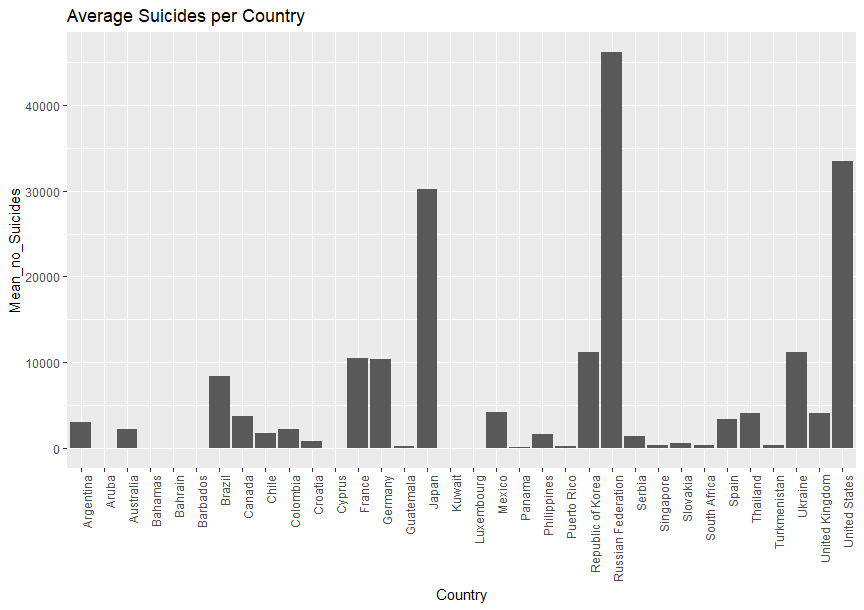 Average Suicides per Country
Mean_no_Suicides
40000
30000
20000
10000
0
Argentina
Aruba
Australia
Bahamas
Bahrain
Barbados
Brazil
Canada
Chile
Colombia
Croatia
Cyprus
France
Germany
Guatemala
Japan
Kuwait
Luxembourg
Mexico
Panama
Philippines
Puerto Rico
Republic of Korea
Russian Federation
Serbia
Singapore
Slovakia
South Africa
Spain
Thailand
Turkmenistan
Ukraine
United Kingdom
United States
Country